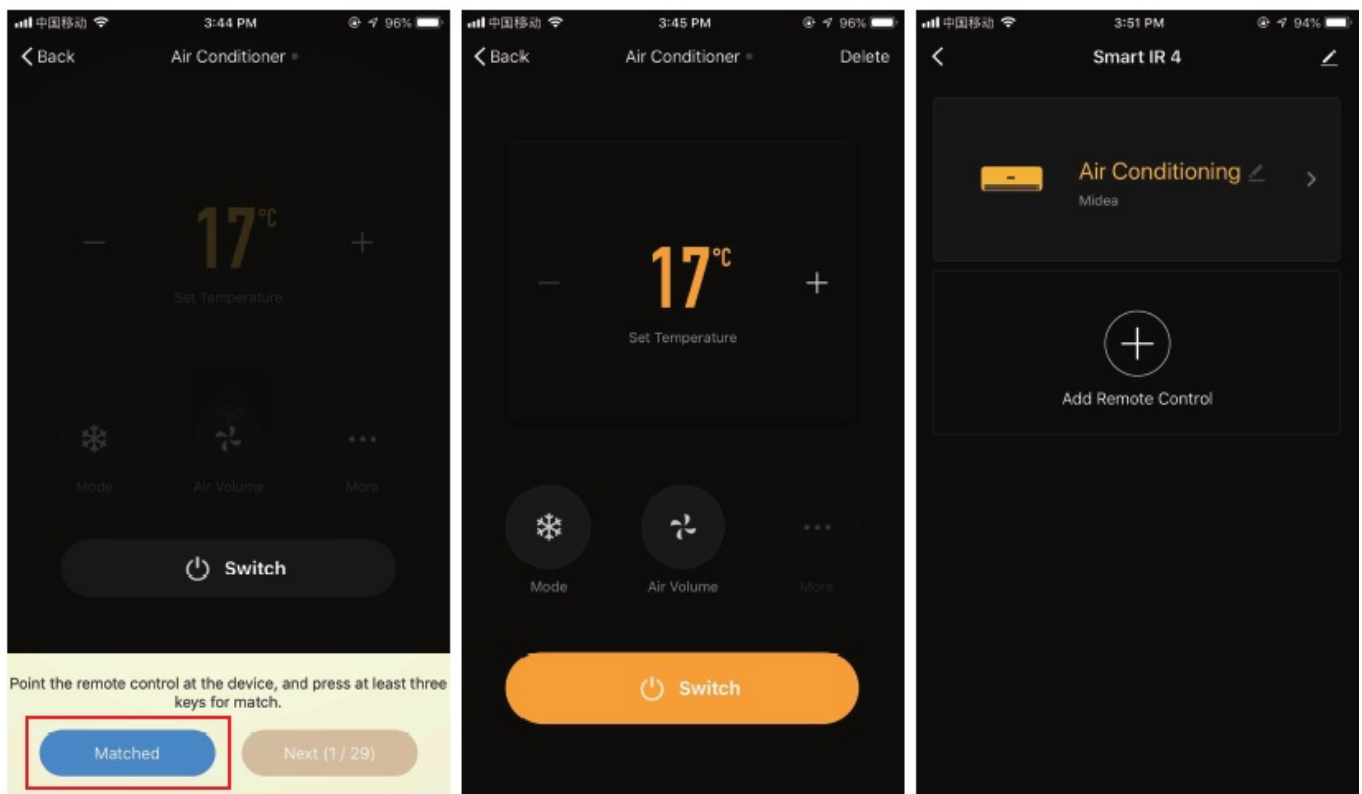 中国移动 3:44 PM 96%
Back Air Conditioner
17°C
Set Temperature
Mode Air Volume More
Switch
Point the remote control at the device, and press at least three
keys for match.
Matched Next (1 / 29)
中国移动 3:45 PM 96%
Back Air Conditioner Delete
17°C
Set Temperature
Mode Air Volume More
Switch
中国移动 3:51 PM 94%
Smart IR 4
Air Conditioning
Midea
Add Remote Control